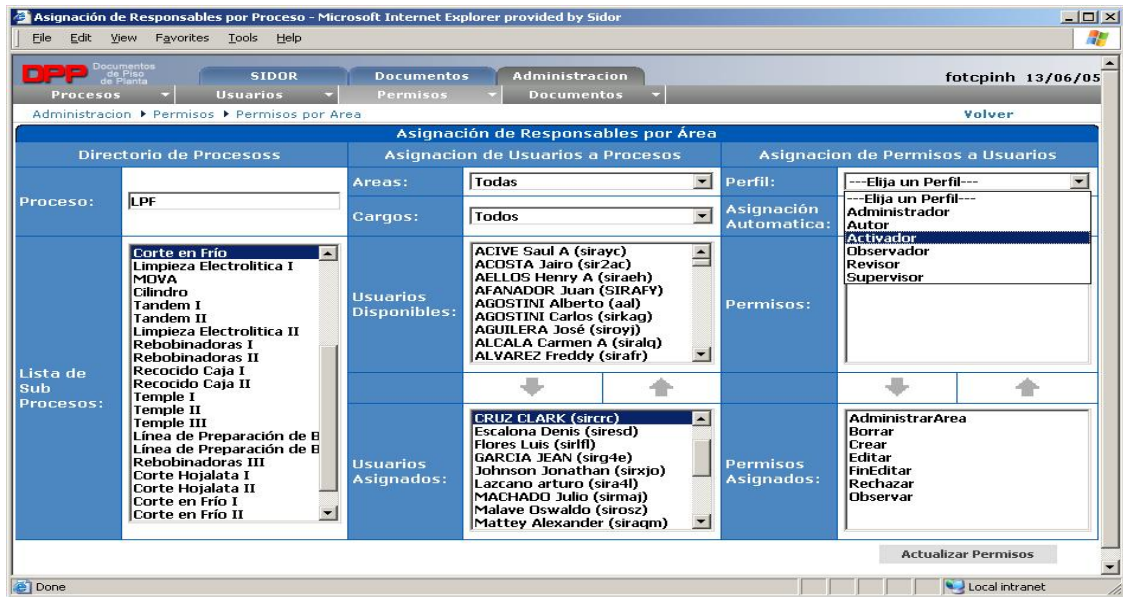 Asignación de Responsables por Proceso - Microsoft Internet Explorer provided by Sidor
File Edit View Favorites Tools Help
DPP Documentos de Piso de Planta
SIDOR Documentos Administracion
fotcpinh 13/06/05
Procesos Usuarios Permisos Documentos
Administracion Permisos Permisos por Area
Volver
Asignación de Responsables por Área
Directorio de Procesoss
Asignacion de Usuarios a Procesos
Asignacion de Permisos a Usuarios
Proceso:
LPF
Lista de
Sub
Procesos:
Corte en Frío
Limpieza Electrolitica I
MOVA
Cilindro
Tandem I
Tandem II
Limpieza Electrolitica II
Rebobinadoras I
Rebobinadoras II
Recocido Caja I
Recocido Caja II
Temple I
Temple II
Temple III
Línea de Preparación de B
Línea de Preparación de B
Rebobinadoras III
Corte Hojalata I
Corte Hojalata II
Corte en Frío I
Corte en Frío II
Areas:
Todas
Cargos:
Todos
Usuarios
Disponibles:
ACIVE Saul A (sirayc)
ACOSTA Jairo (sir2ac)
AELLOS Henry A (siraeh)
AFANADOR Juan (SIRAFY)
AGOSTINI Alberto (aal)
AGOSTINI Carlos (sirkag)
AGUILERA José (siroyj)
ALCALA Carmen A (siralq)
ALVAREZ Freddy (sirafr)
Usuarios
Asignados:
CRUZ CLARK (sircrc)
Escalona Denis (siresd)
Flores Luis (sirlfl)
GARCIA JEAN (sirg4e)
Johnson Jonathan (sirxjo)
Lazcano arturo (sira4l)
MACHADO Julio (sirmaj)
Malave Oswaldo (sirosz)
Mattey Alexander (siraqm)
Perfil:
---Elija un Perfil---
---Elija un Perfil---
Administrador
Autor
Activador
Observador
Revisor
Supervisor
Asignación
Automatica:
Permisos:
Permisos
Asignados:
AdministrarArea
Borrar
Crear
Editar
FinEditar
Rechazar
Observar
Actualizar Permisos
Done
Local intranet